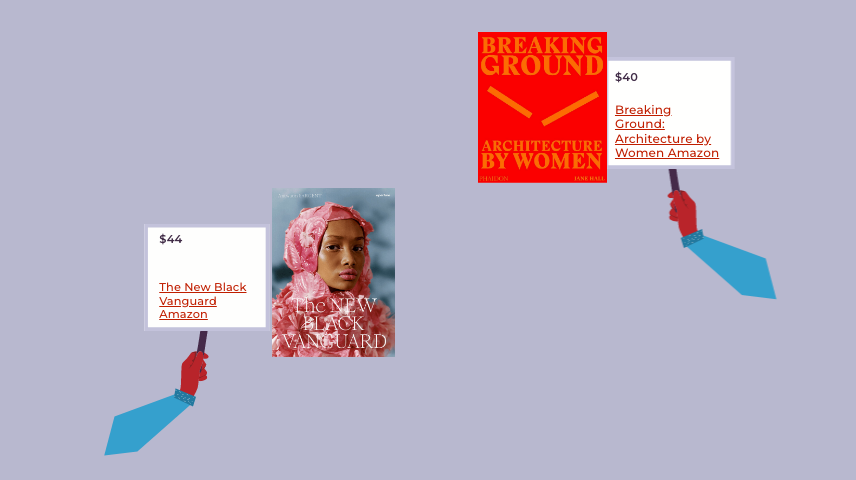 BREAKING
GROUND
ARCHITECTURE
BY WOMEN
PHAIDON
JANE HALL
$40
Breaking
Ground:
Architecture by
Women Amazon
$44
The New Black
Vanguard
Amazon
The NEW
BLACK
VANGUARD